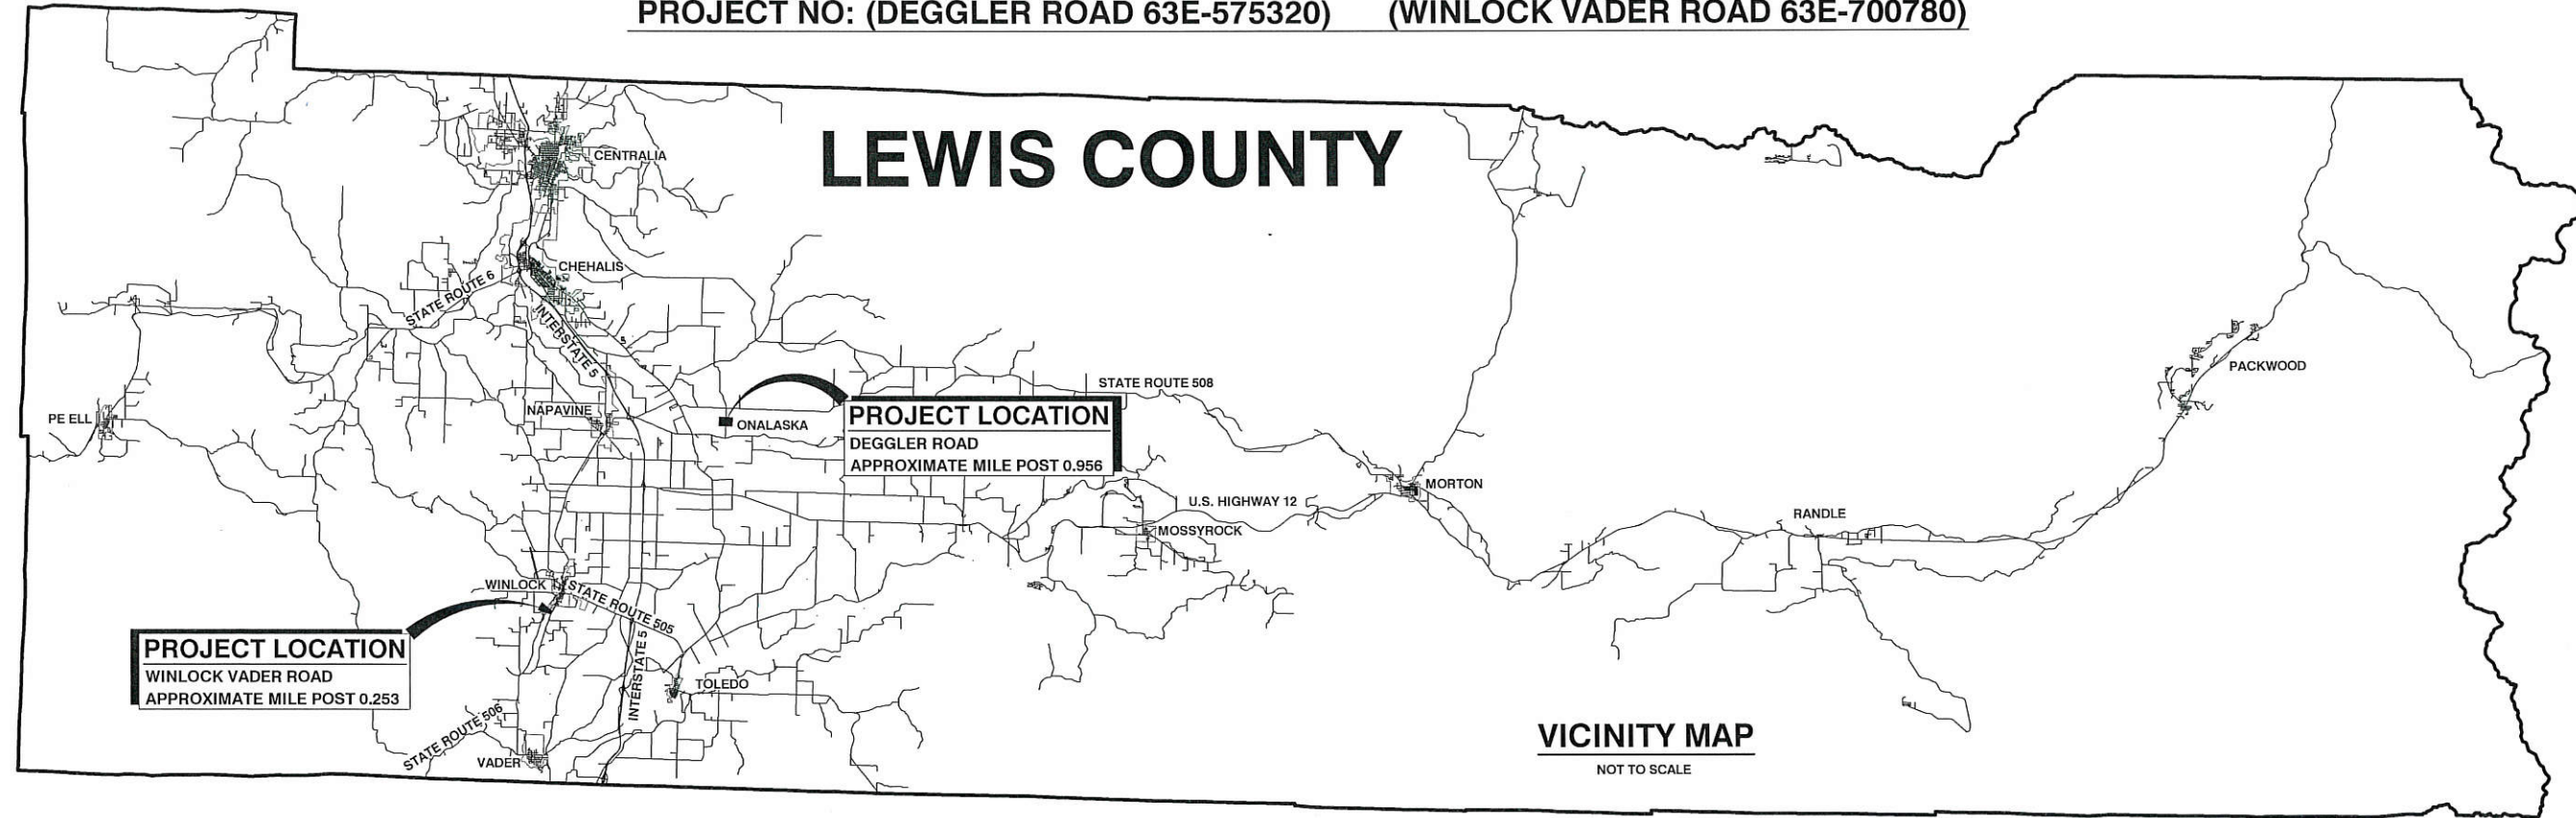 PROJECT NO: (DEGGLER ROAD 63E-575320) (WINLOCK VADER ROAD 63E-700780)
LEWIS COUNTY
CENTRALIA
CHEHALIS
STATE ROUTE 6
INTERSTATE 5
PE ELL
NAPAVINE
ONALASKA
PROJECT LOCATION
DEGGLER ROAD
APPROXIMATE MILE POST 0.956
STATE ROUTE 508
PACKWOOD
MORTON
U.S. HIGHWAY 12
MOSSYROCK
RANDLE
WINLOCK
STATE ROUTE 505
PROJECT LOCATION
WINLOCK VADER ROAD
APPROXIMATE MILE POST 0.253
INTERSTATE 5
TOLEDO
STATE ROUTE 506
VADER
VICINITY MAP
NOT TO SCALE